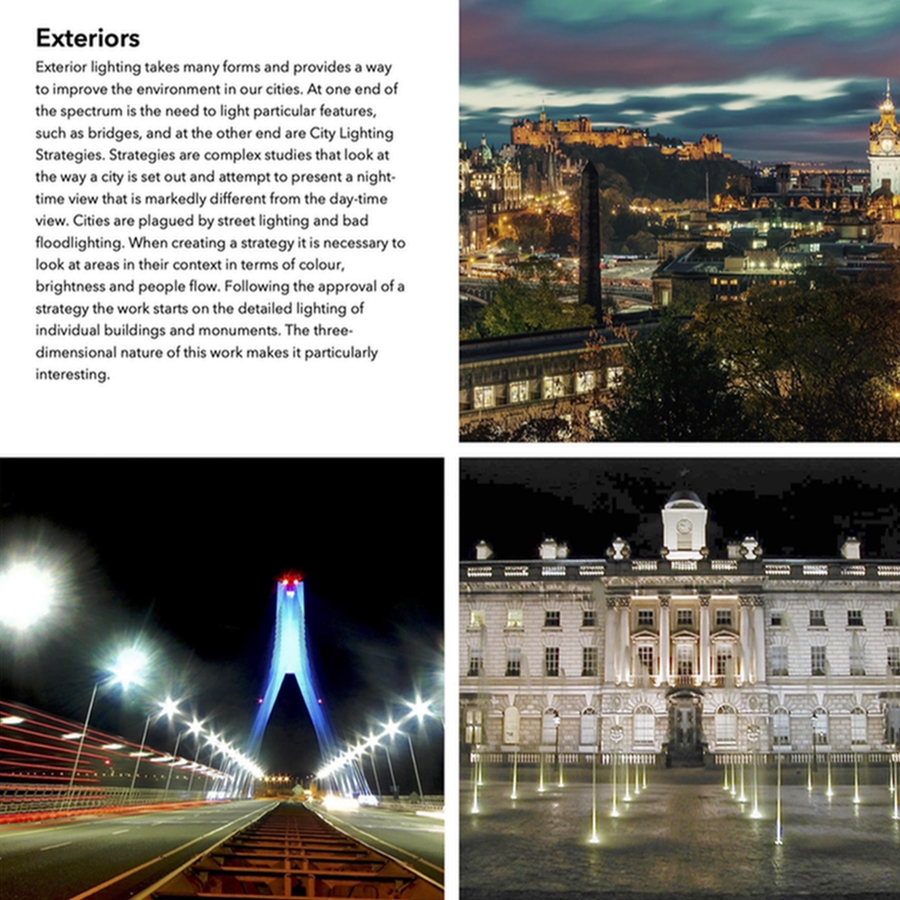 Exteriors
Exterior lighting takes many forms and provides a way
to improve the environment in our cities. At one end of
the spectrum is the need to light particular features,
such as bridges, and at the other end are City Lighting
Strategies. Strategies are complex studies that look at
the way a city is set out and attempt to present a night-
time view that is markedly different from the day-time
view. Cities are plagued by street lighting and bad
floodlighting. When creating a strategy it is necessary to
look at areas in their context in terms of colour,
brightness and people flow. Following the approval of a
strategy the work starts on the detailed lighting of
individual buildings and monuments. The three-
dimensional nature of this work makes it particularly
interesting.